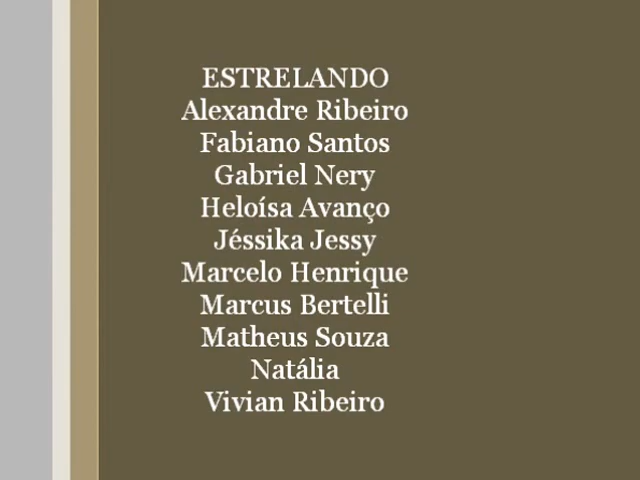 ESTRELANDO
Alexandre Ribeiro
Fabiano Santos
Gabriel Nery
Heloísa Avanço
Jéssika Jessy
Marcelo Henrique
Marcus Bertelli
Matheus Souza
Natália
Vivian Ribeiro